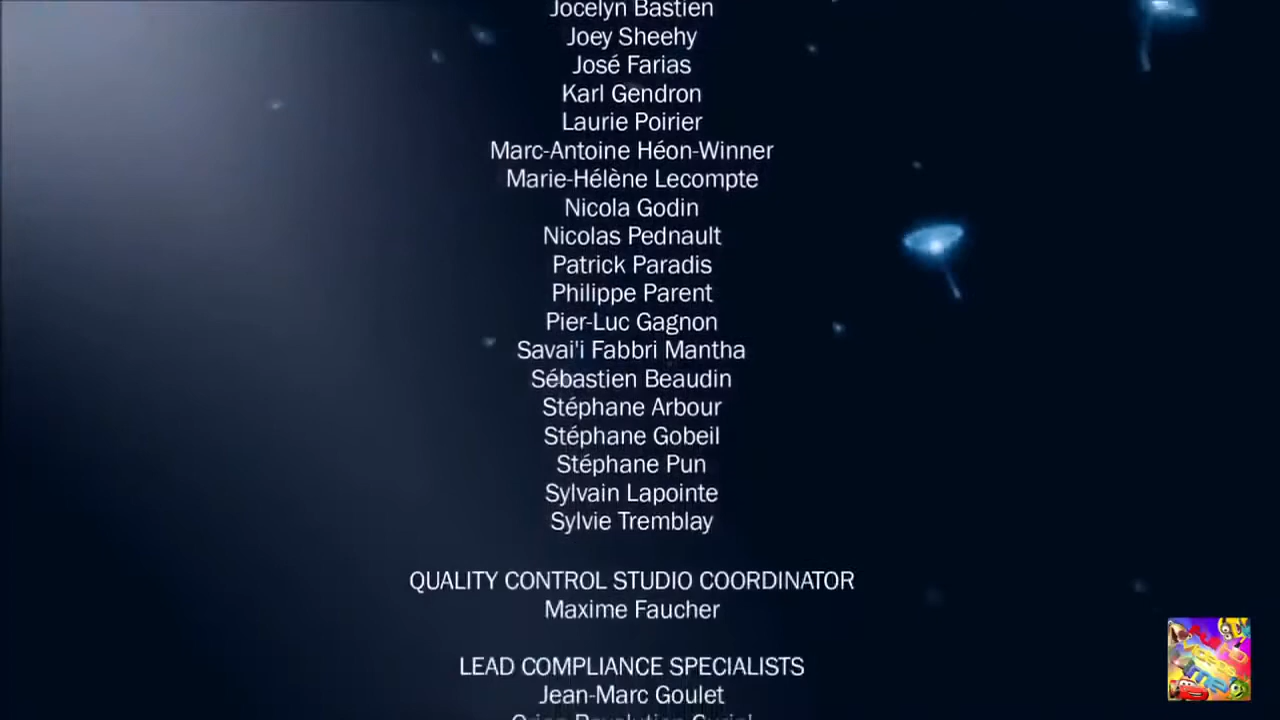 Jocelyn Bastien
Joey Sheehy
José Farias
Karl Gendron
Laurie Poirier
Marc-Antoine Héon-Winner
Marie-Hélène Lecompte
Nicola Godin
Nicolas Pednault
Patrick Paradis
Philippe Parent
Pier-Luc Gagnon
Savai'i Fabbri Mantha
Sébastien Beaudin
Stéphane Arbour
Stéphane Gobeil
Stéphane Pun
Sylvain Lapointe
Sylvie Tremblay
QUALITY CONTROL STUDIO COORDINATOR
Maxime Faucher
LEAD COMPLIANCE SPECIALISTS
Jean-Marc Goulet